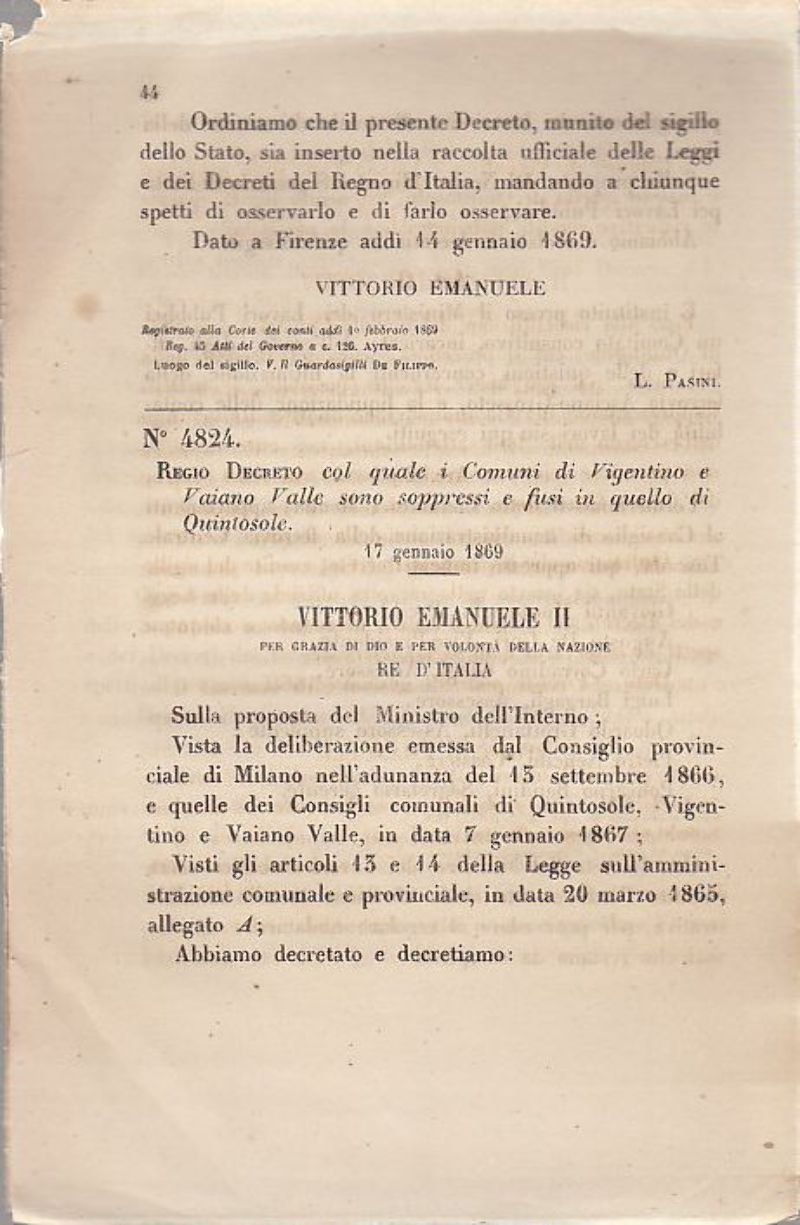 44
Ordiniamo che il presente Decreto, munito del sigillo
dello Stato, sia inserto nella raccolta ufficiale delle Leggi
e dei Decreti del Regno d'Italia, mandando a chiunque
spetti di osservarlo e di farlo osservare.
Dato a Firenze addì 14 gennaio 1869.
VITTORIO EMANUELE
Registrato alla Corte dei conti addì 1º febbraio 1869
Reg. 45 Atti del Governo a c. 126. Ayres.
Luogo del sigillo. V. Il Guardasigilli DE FILIPPO.
L. PASINI.
Nº 4824.
REGIO DECRETO col quale i Comuni di Vigentino e
Vaiano Valle sono soppressi e fusi in quello di
Quintosole.
17 gennaio 1869
VITTORIO EMANUELE II
PER GRAZIA DI DIO E PER VOLONTÀ DELLA NAZIONE
RE D'ITALIA
Sulla proposta del Ministro dell'Interno;
Vista la deliberazione emessa dal Consiglio provin-
ciale di Milano nell'adunanza del 13 settembre 1866,
e quelle dei Consigli comunali di Quintosole, Vigen-
tino e Vaiano Valle, in data 7 gennaio 1867;
Visti gli articoli 13 e 14 della Legge sull'ammini-
strazione comunale e provinciale, in data 20 marzo 1865,
allegato A;
Abbiamo decretato e decretiamo: